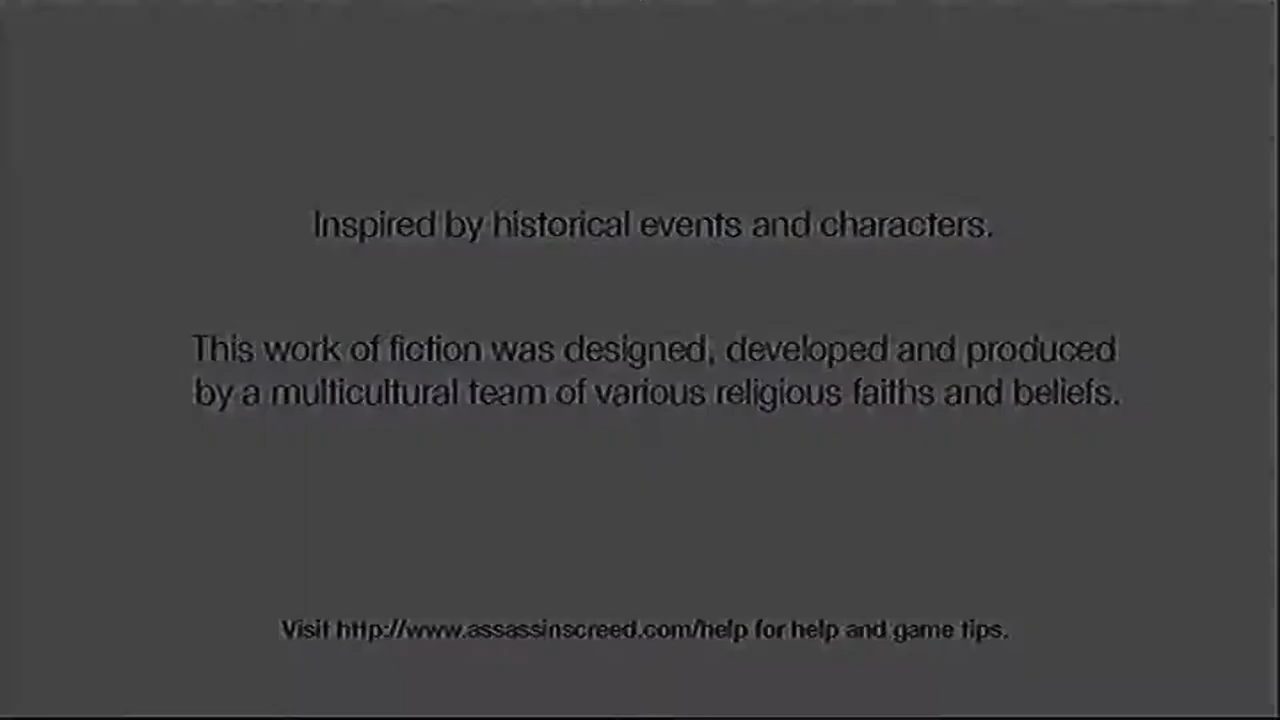 Inspired by historical events and characters.
This work of fiction was designed, developed and produced
by a multicultural team of various religious faiths and beliefs.
Visit http://www.assassinscreed.com/help for help and game tips.